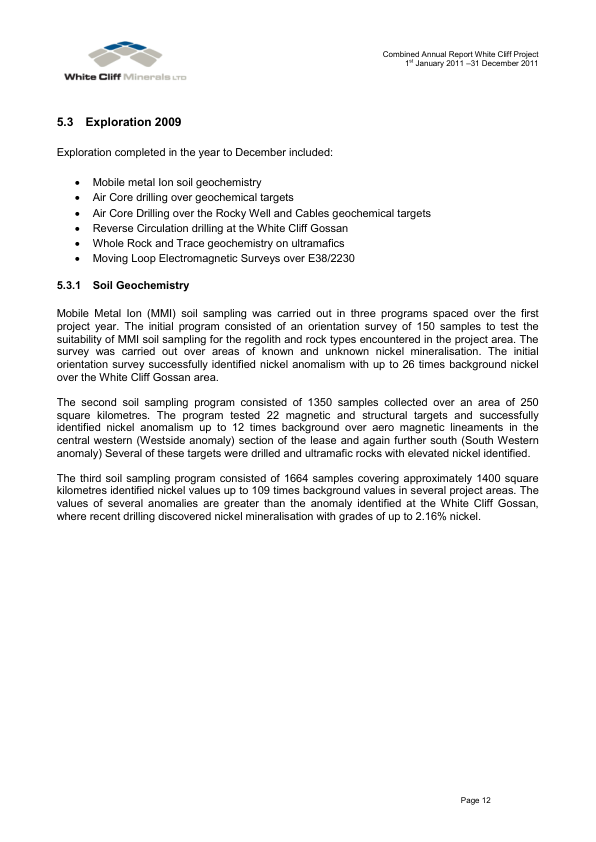 White Cliff Minerals LTD
Combined Annual Report White Cliff Project
1st January 2011 –31 December 2011
5.3 Exploration 2009
Exploration completed in the year to December included:
• Mobile metal Ion soil geochemistry
• Air Core drilling over geochemical targets
• Air Core Drilling over the Rocky Well and Cables geochemical targets
• Reverse Circulation drilling at the White Cliff Gossan
• Whole Rock and Trace geochemistry on ultramafics
• Moving Loop Electromagnetic Surveys over E38/2230
5.3.1 Soil Geochemistry
Mobile Metal Ion (MMI) soil sampling was carried out in three programs spaced over the first
project year. The initial program consisted of an orientation survey of 150 samples to test the
suitability of MMI soil sampling for the regolith and rock types encountered in the project area. The
survey was carried out over areas of known and unknown nickel mineralisation. The initial
orientation survey successfully identified nickel anomalism with up to 26 times background nickel
over the White Cliff Gossan area.
The second soil sampling program consisted of 1350 samples collected over an area of 250
square kilometres. The program tested 22 magnetic and structural targets and successfully
identified nickel anomalism up to 12 times background over aero magnetic lineaments in the
central western (Westside anomaly) section of the lease and again further south (South Western
anomaly) Several of these targets were drilled and ultramafic rocks with elevated nickel identified.
The third soil sampling program consisted of 1664 samples covering approximately 1400 square
kilometres identified nickel values up to 109 times background values in several project areas. The
values of several anomalies are greater than the anomaly identified at the White Cliff Gossan,
where recent drilling discovered nickel mineralisation with grades of up to 2.16% nickel.
Page 12